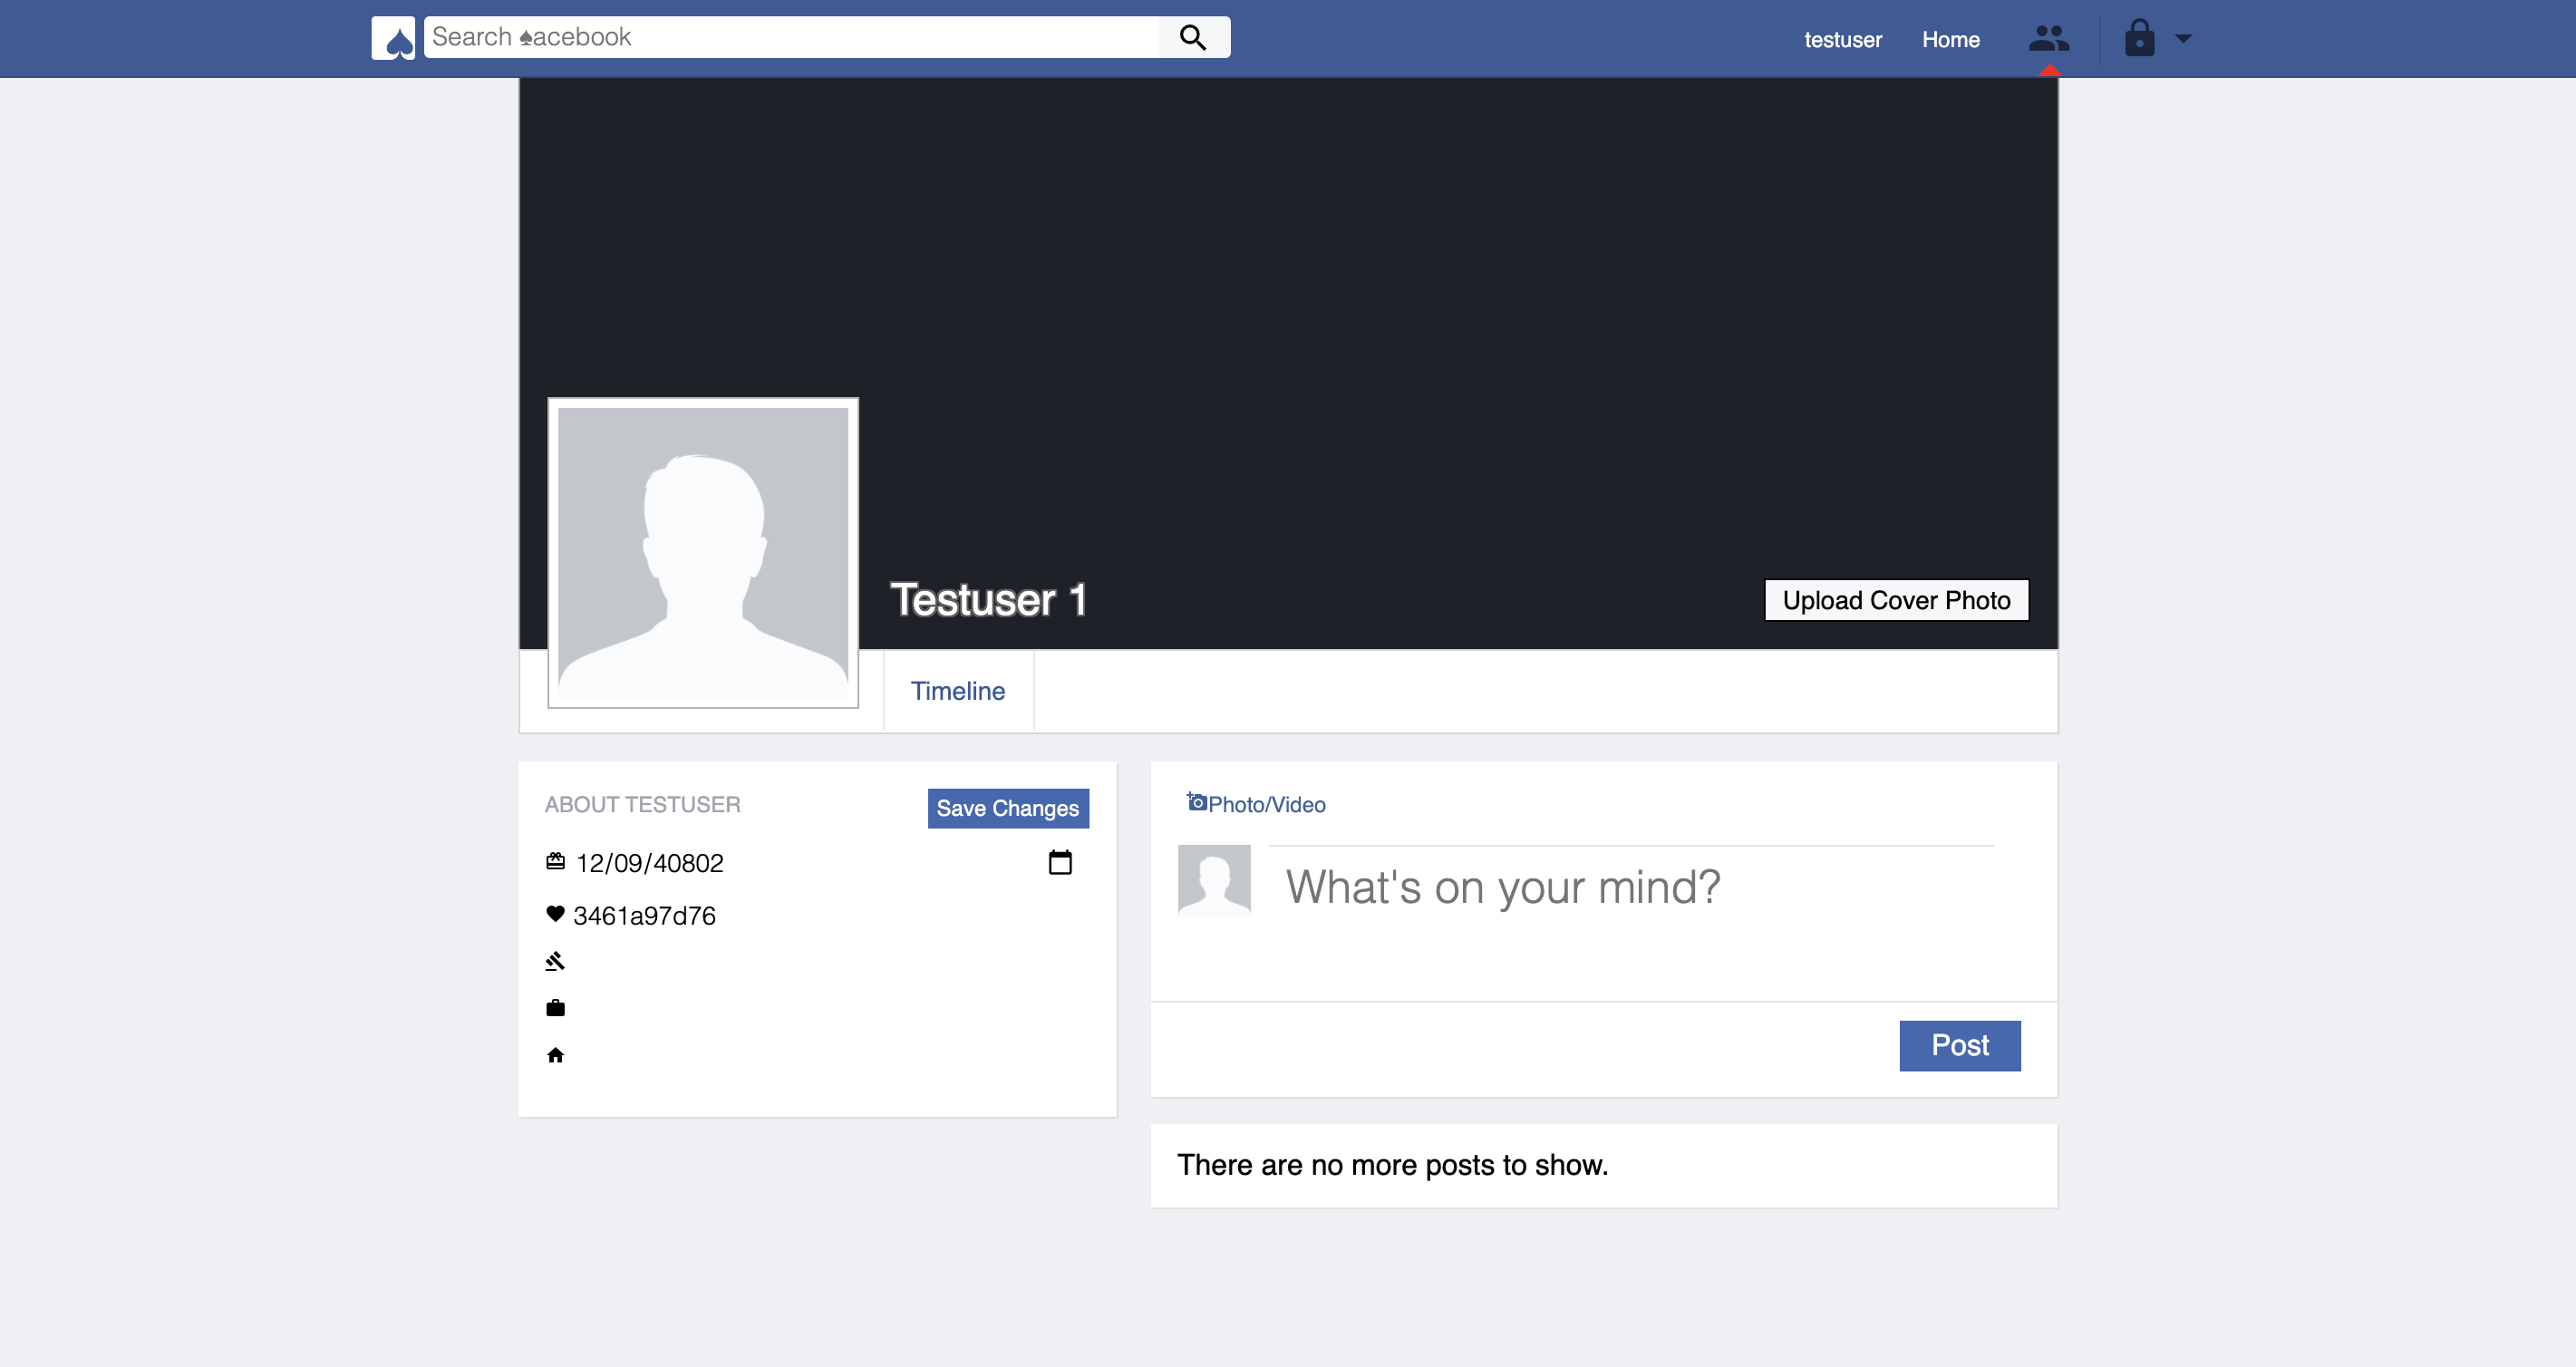 Search ♠acebook
testuser
Home
Testuser 1
Upload Cover Photo
Timeline
ABOUT TESTUSER
Save Changes
12/09/40802
3461a97d76
Photo/Video
What's on your mind?
Post
There are no more posts to show.